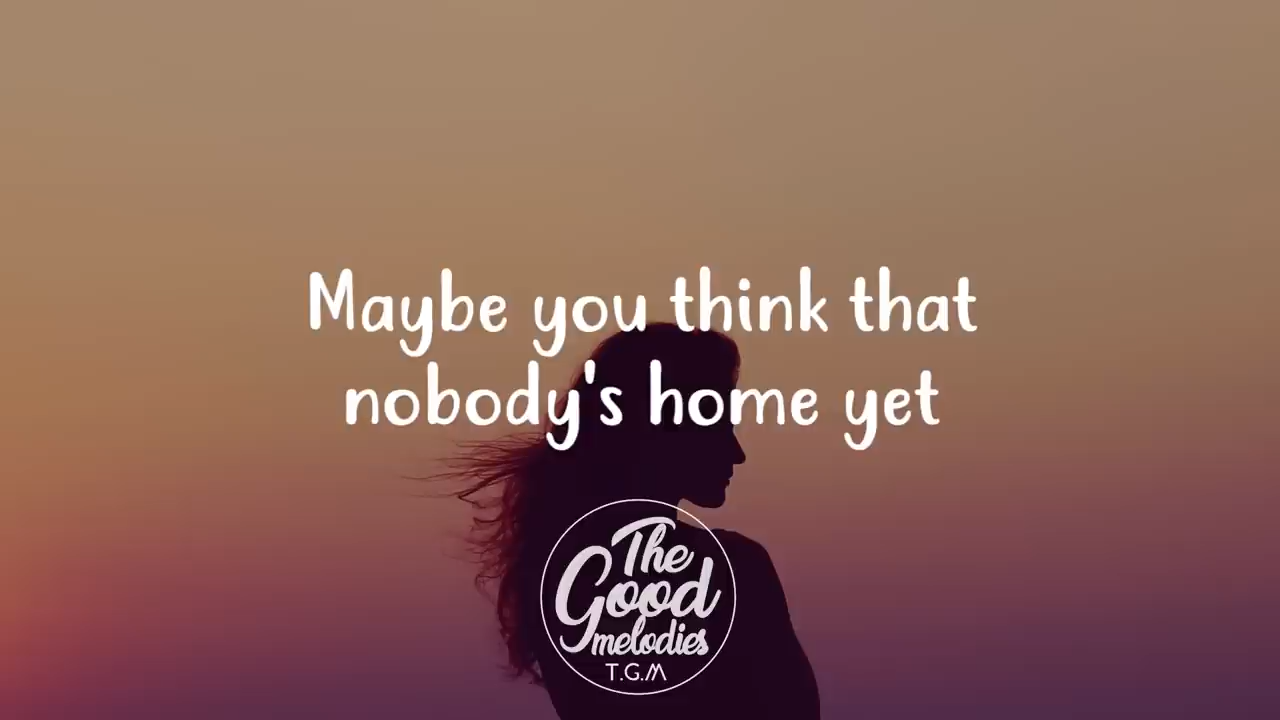 Maybe you think that
nobody's home yet
The
Good
melodies
T.G.M